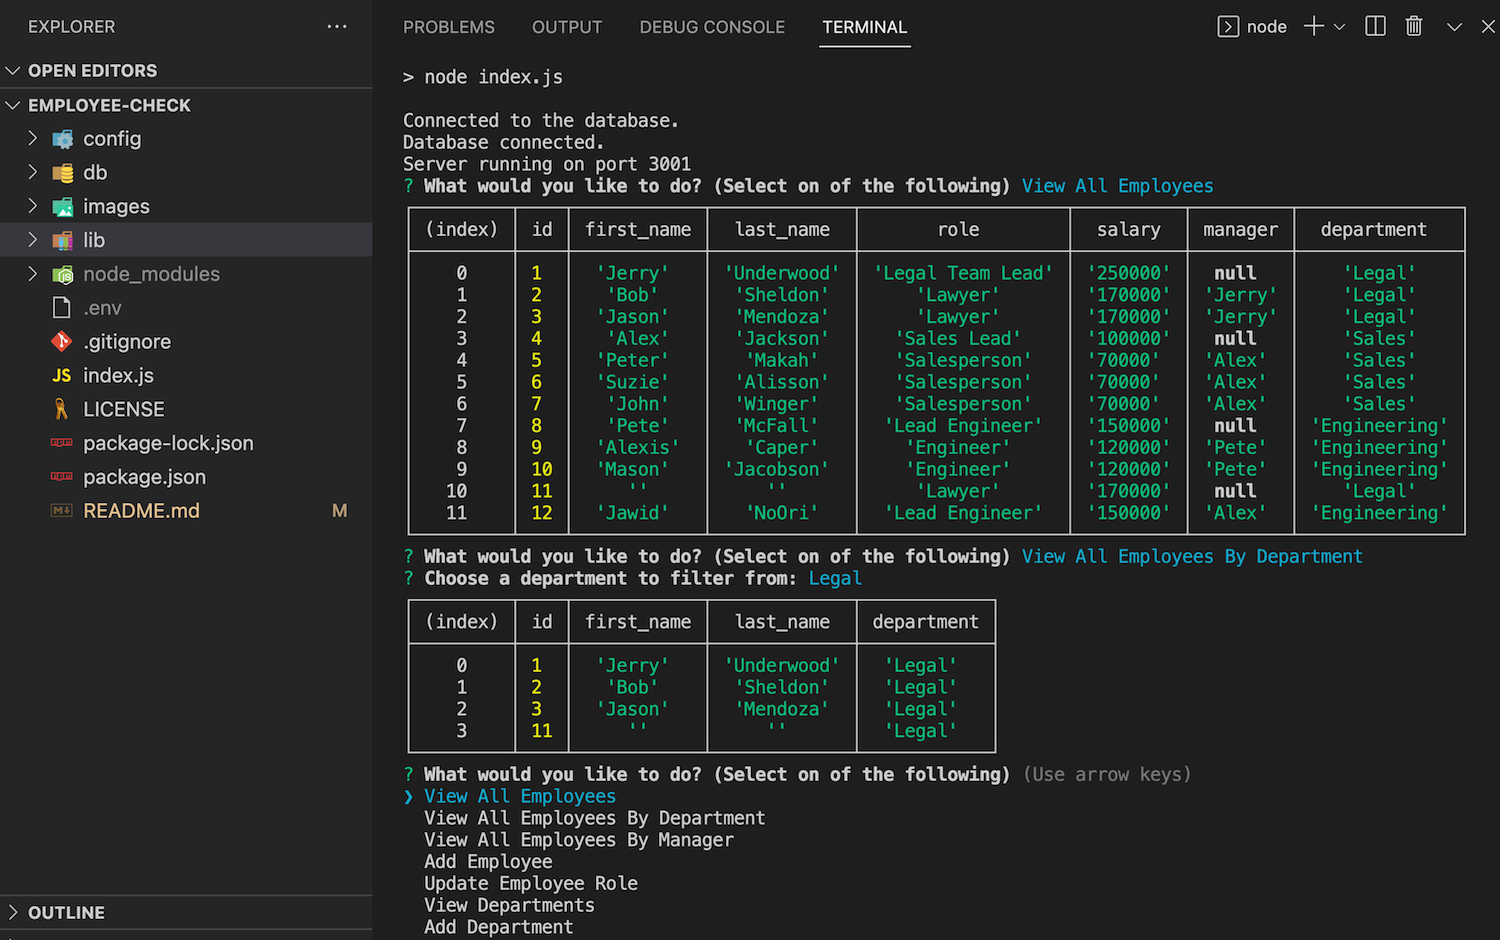 EXPLORER
OPEN EDITORS
EMPLOYEE-CHECK
config
db
images
lib
node_modules
.env
.gitignore
JS index.js
LICENSE
package-lock.json
package.json
README.md M
OUTLINE
PROBLEMS OUTPUT DEBUG CONSOLE TERMINAL node
> node index.js
Connected to the database.
Database connected.
Server running on port 3001
? What would you like to do? (Select on of the following) View All Employees
(index) id first_name last_name role salary manager department
0 1 'Jerry' 'Underwood' 'Legal Team Lead' '250000' null 'Legal'
1 2 'Bob' 'Sheldon' 'Lawyer' '170000' 'Jerry' 'Legal'
2 3 'Jason' 'Mendoza' 'Lawyer' '170000' 'Jerry' 'Legal'
3 4 'Alex' 'Jackson' 'Sales Lead' '100000' null 'Sales'
4 5 'Peter' 'Makah' 'Salesperson' '70000' 'Alex' 'Sales'
5 6 'Suzie' 'Alisson' 'Salesperson' '70000' 'Alex' 'Sales'
6 7 'John' 'Winger' 'Salesperson' '70000' 'Alex' 'Sales'
7 8 'Pete' 'McFall' 'Lead Engineer' '150000' null 'Engineering'
8 9 'Alexis' 'Caper' 'Engineer' '120000' 'Pete' 'Engineering'
9 10 'Mason' 'Jacobson' 'Engineer' '120000' 'Pete' 'Engineering'
10 11 '' '' 'Lawyer' '170000' null 'Legal'
11 12 'Jawid' 'NoOri' 'Lead Engineer' '150000' 'Alex' 'Engineering'
? What would you like to do? (Select on of the following) View All Employees By Department
? Choose a department to filter from: Legal
(index) id first_name last_name department
0 1 'Jerry' 'Underwood' 'Legal'
1 2 'Bob' 'Sheldon' 'Legal'
2 3 'Jason' 'Mendoza' 'Legal'
3 11 '' '' 'Legal'
? What would you like to do? (Select on of the following) (Use arrow keys)
❯ View All Employees
View All Employees By Department
View All Employees By Manager
Add Employee
Update Employee Role
View Departments
Add Department